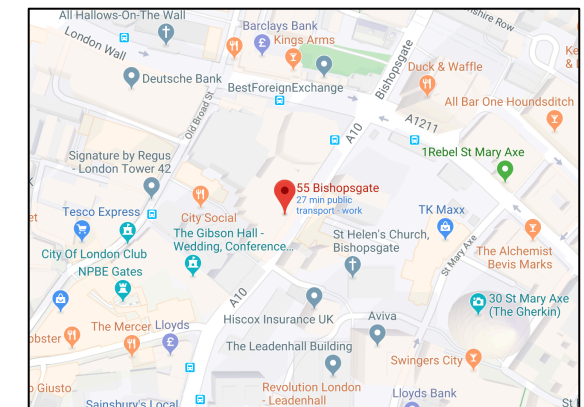 All Hallows-On-The Wall
London Wall
Barclays Bank
Kings Arms
Deutsche Bank
BestForeignExchange
Bishopsgate
Duck & Waffle
All Bar One Houndsditch
A1211
A10
Old Broad St
1Rebel St Mary Axe
Signature by Regus
- London Tower 42
55 Bishopsgate
27 min public
transport - work
Tesco Express
City Social
TK Maxx
The Gibson Hall -
Wedding, Conference...
St Helen's Church,
Bishopsgate
St Mary Axe
The Alchemist
Bevis Marks
City Of London Club
NPBE Gates
A10
30 St Mary Axe
(The Gherkin)
Hiscox Insurance UK
Aviva
The Mercer
Lloyds
The Leadenhall Building
Swingers City
Revolution London
- Leadenhall
Lloyds Bank
Sainsbury's Local